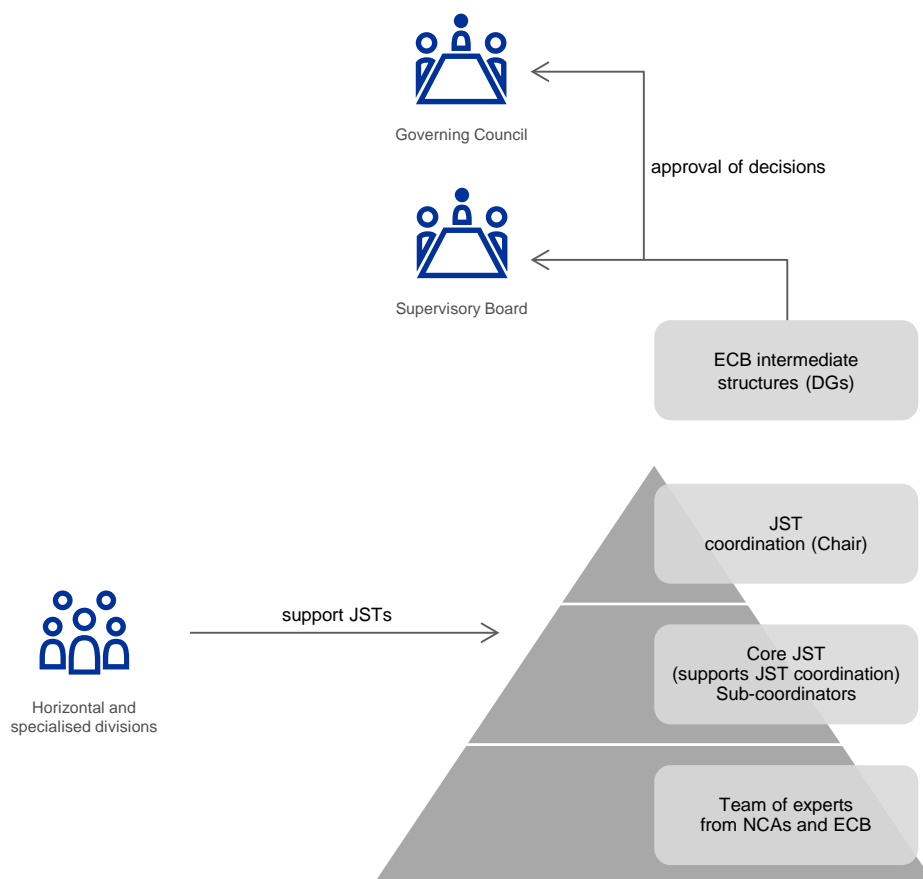 Governing Council
approval of decisions
Supervisory Board
ECB intermediate
structures (DGs)
JST
coordination (Chair)
support JSTs
Core JST
(supports JST coordination)
Sub-coordinators
Horizontal and
specialised divisions
Team of experts
from NCAs and ECB